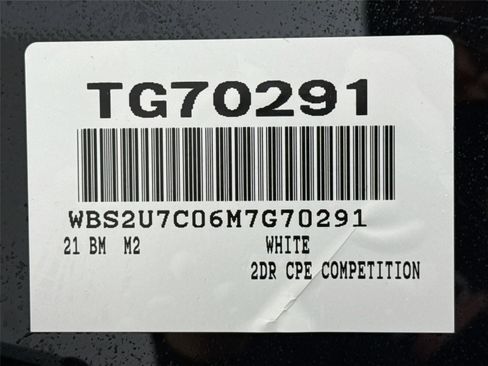 TG70291
WBS2U7C06M7G70291
21 BM M2 WHITE
2DR CPE COMPETITION